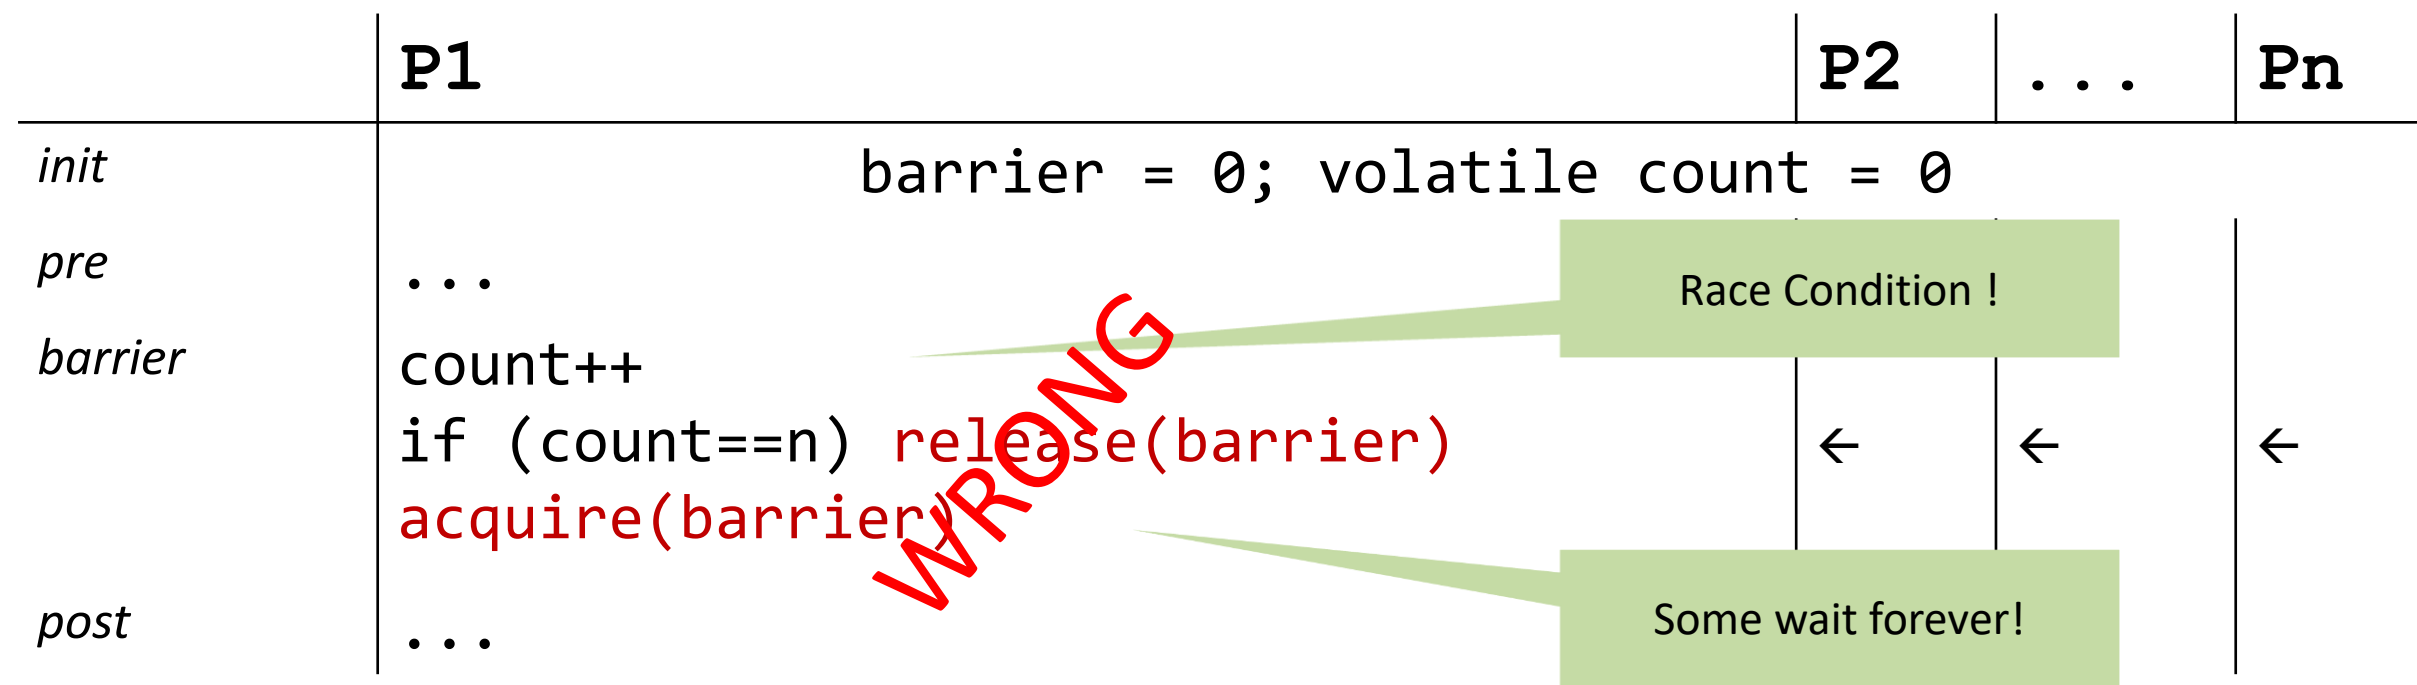 P1 P2 ... Pn
init barrier = 0; volatile count = 0
pre ...
Race Condition !
barrier count++
if (count==n) release(barrier) ← ← ←
acquire(barrier)
WRONG
Some wait forever!
post ...